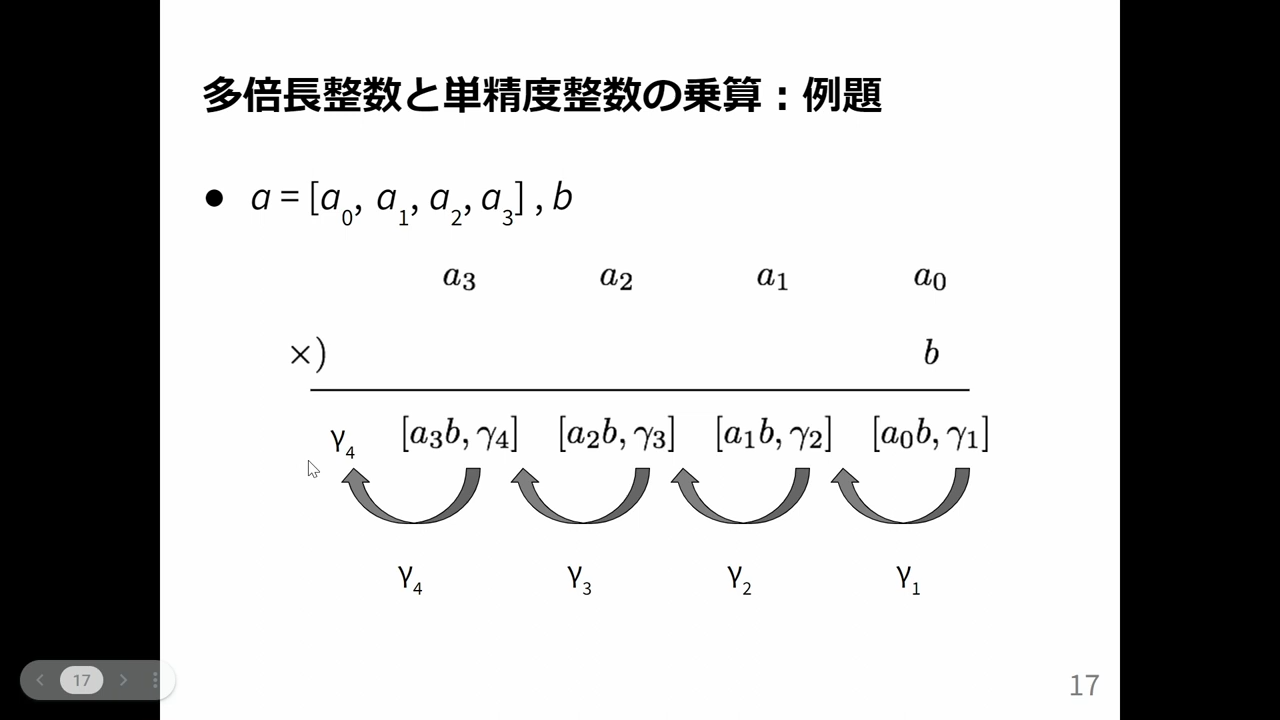 多倍長整数と単精度整数の乗算：例題
● a = [a₀, a₁, a₂, a₃] , b
a₃ a₂ a₁ a₀
×) b
γ₄ [a₃b, γ₄] [a₂b, γ₃] [a₁b, γ₂] [a₀b, γ₁]
γ₄ γ₃ γ₂ γ₁
17
17